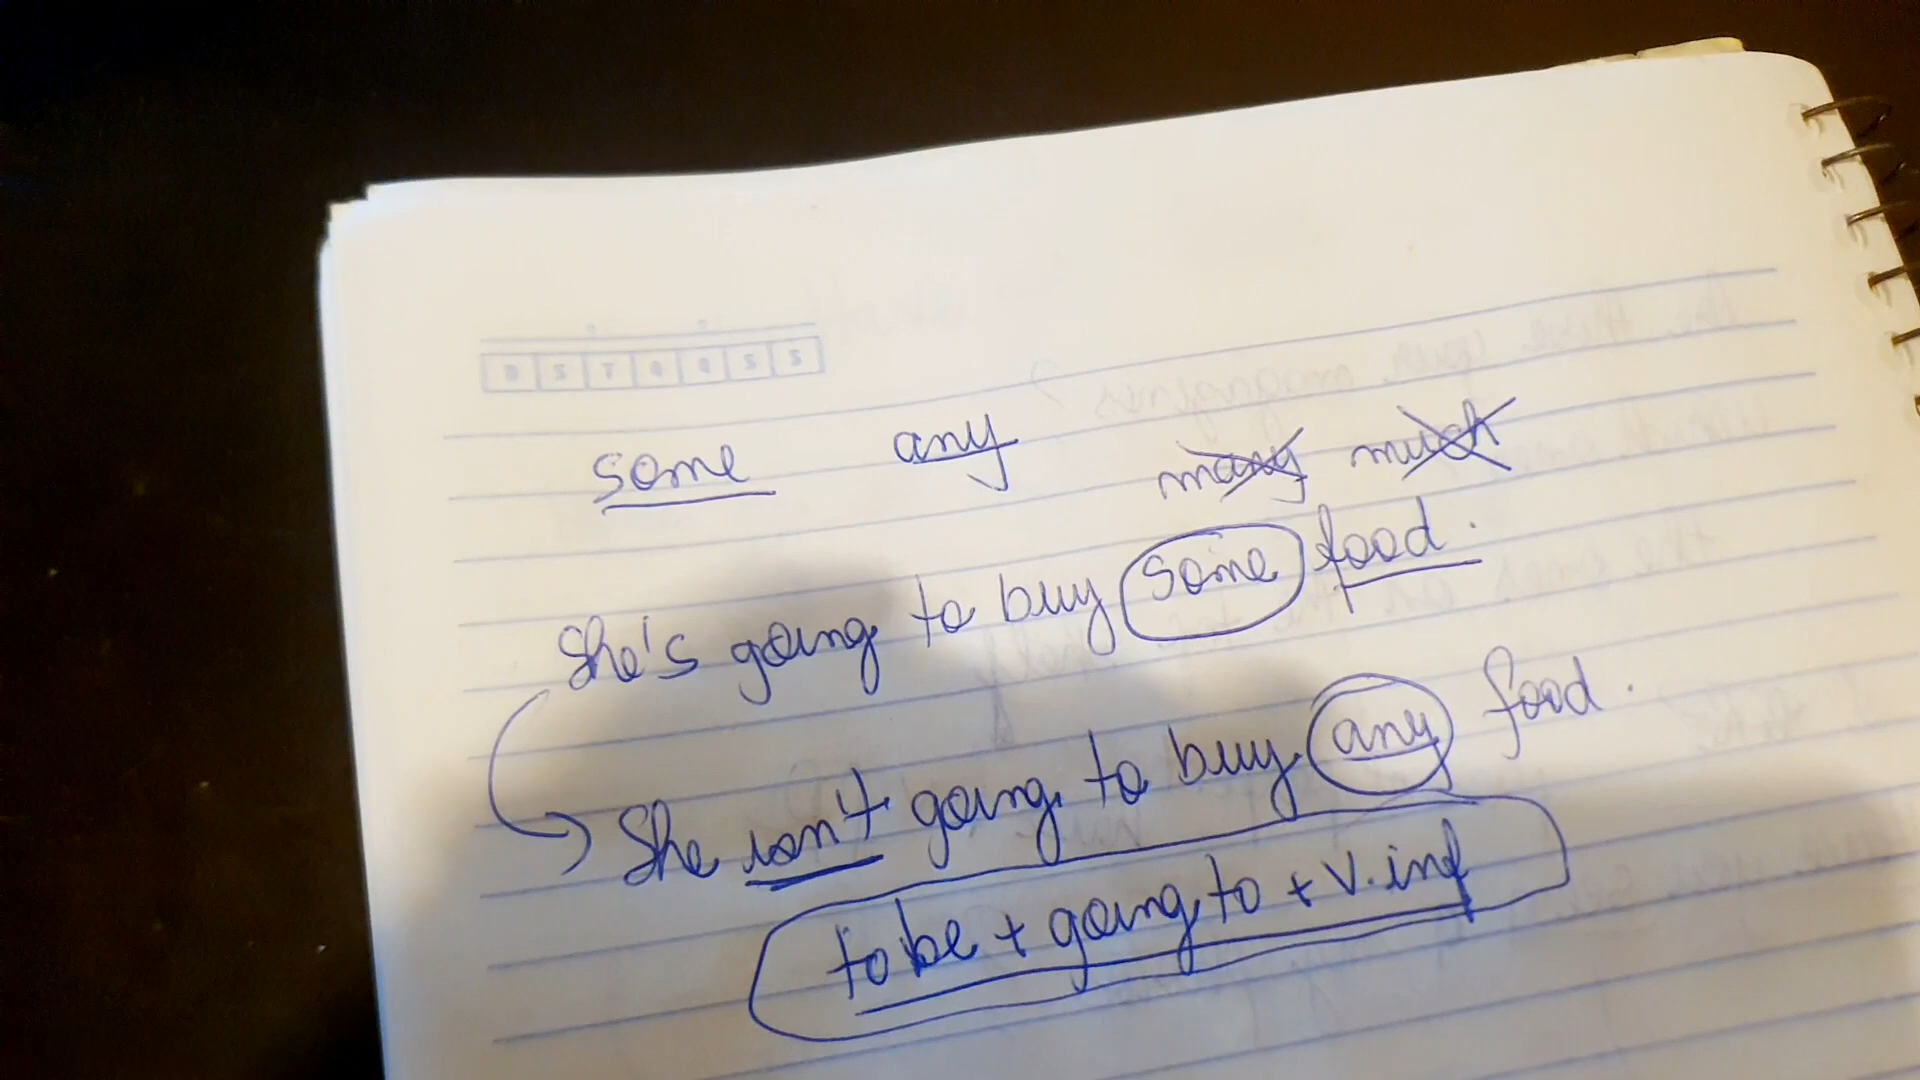 D S T Q Q S S
some any many much
She's going to buy some food.
She isn't going to buy any food.
to be + going to + v. inf